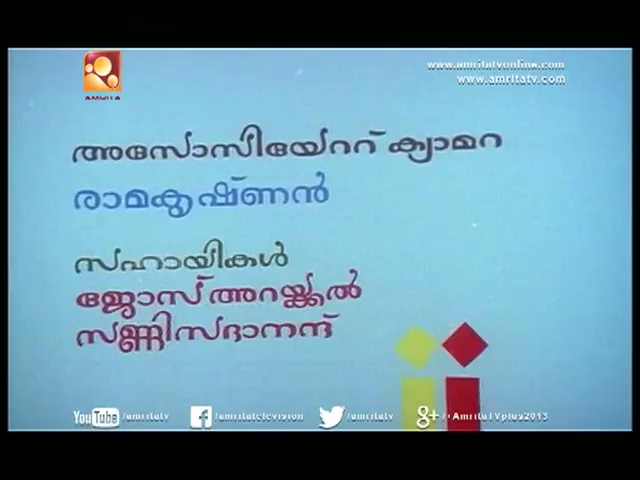 www.amritatvonline.com
www.amritatv.com
AMRITA
അസോസിയേററ് ക്യാമറ
രാമകൃഷ്ണൻ
സഹായികൾ
ജോസ് അറയ്ക്കൽ
സണ്ണിസദാനന്ദ്
YouTube /amritatv
/amritatelevision
/amritatv
g+ /+AmritaTVplus2013